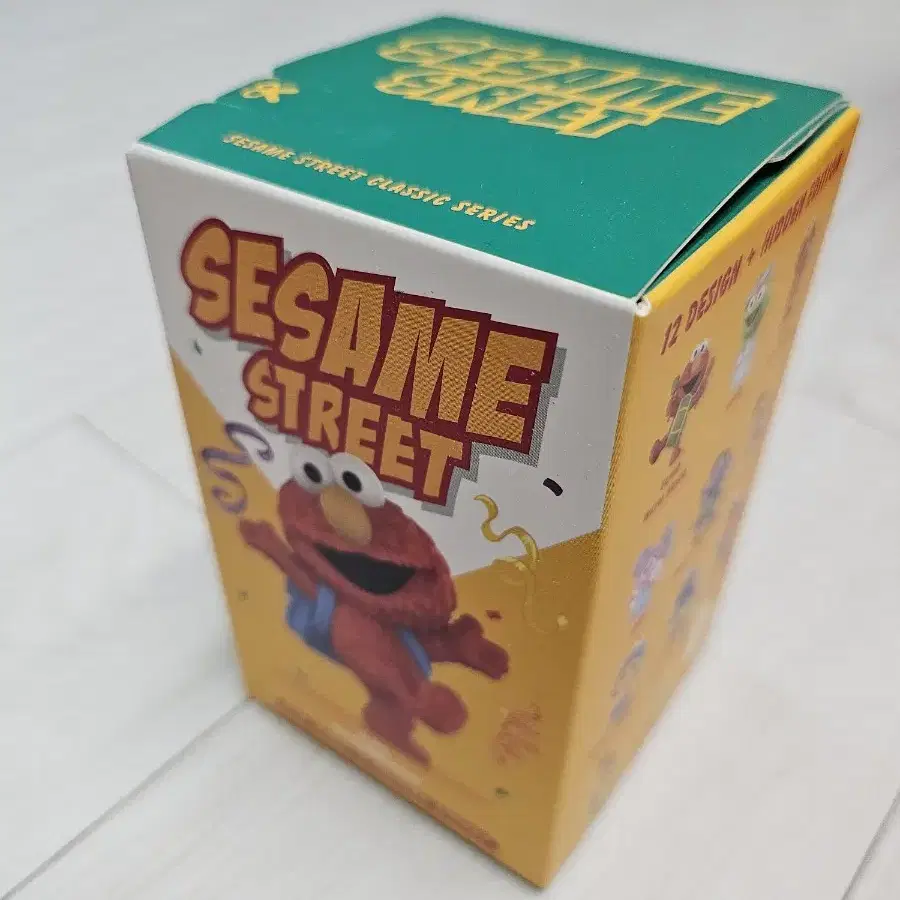 SESAME
STREET
SESAME STREET CLASSIC SERIES
SESAME
STREET
12 DESIGN + HIDDEN EDITION